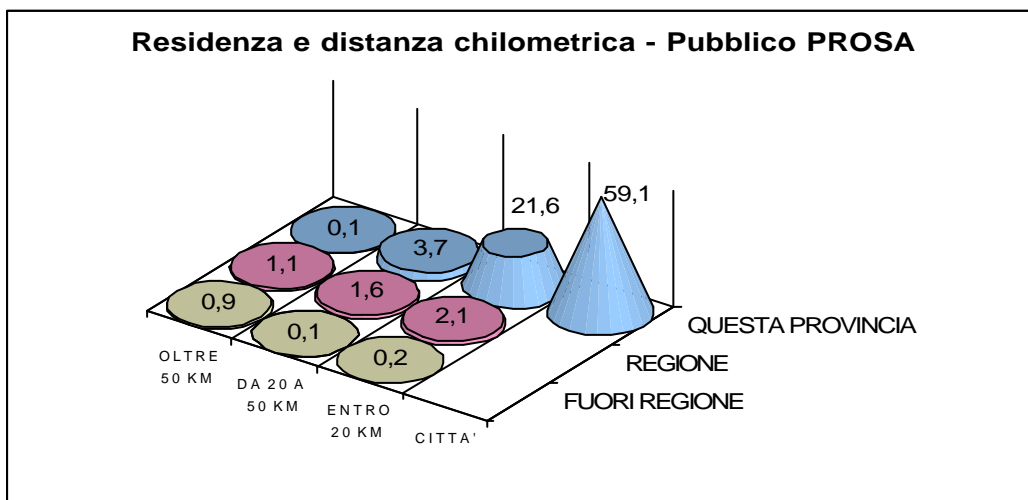 Residenza e distanza chilometrica - Pubblico PROSA
59,1
21,6
0,1
3,7
1,1
1,6
2,1
0,9
0,1
0,2
QUESTA PROVINCIA
REGIONE
FUORI REGIONE
OLTRE
50 KM
DA 20 A
50 KM
ENTRO
20 KM
CITTA'